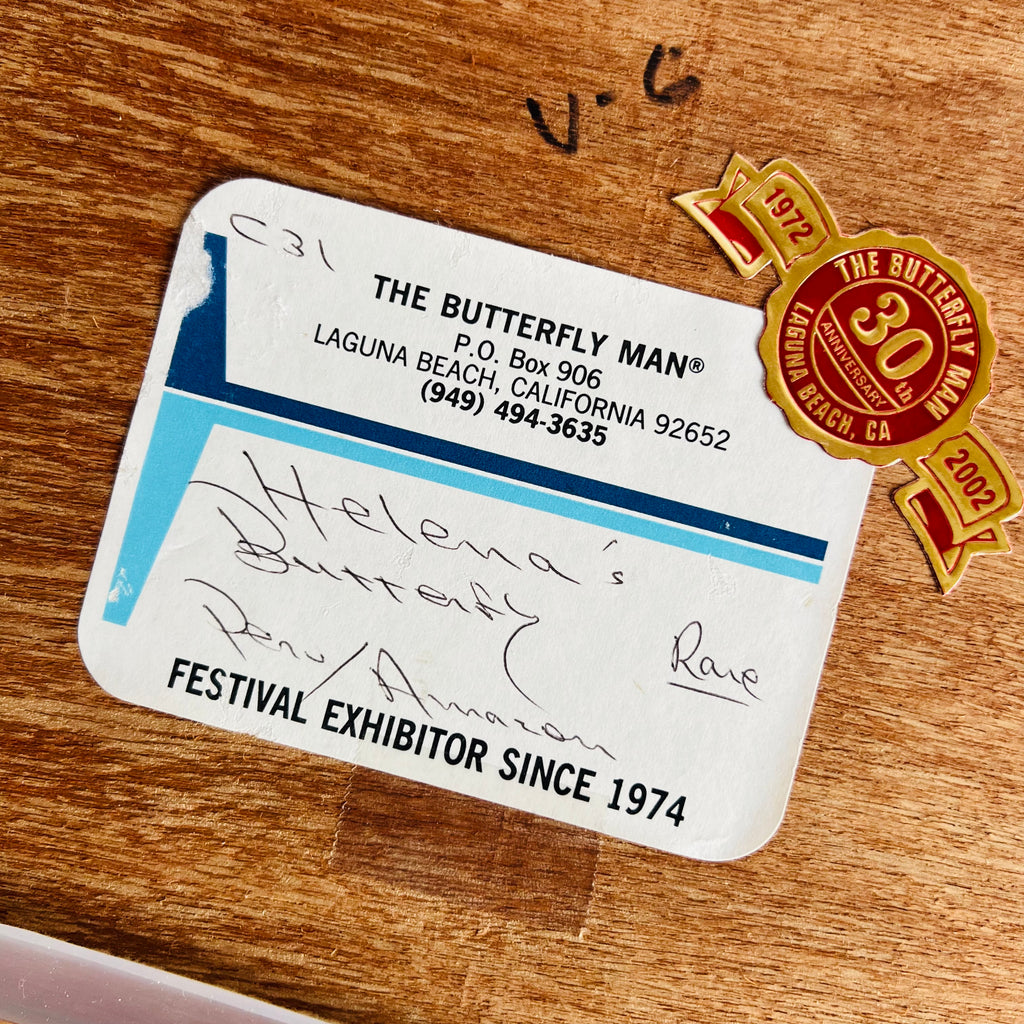 V.G
C31
THE BUTTERFLY MAN®
P.O. Box 906
LAGUNA BEACH, CALIFORNIA 92652
(949) 494-3635
Helena's
Butterfly
Peru/Amazon
Rare
FESTIVAL EXHIBITOR SINCE 1974
1972
THE BUTTERFLY MAN
30th
ANNIVERSARY
LAGUNA BEACH, CA
2002